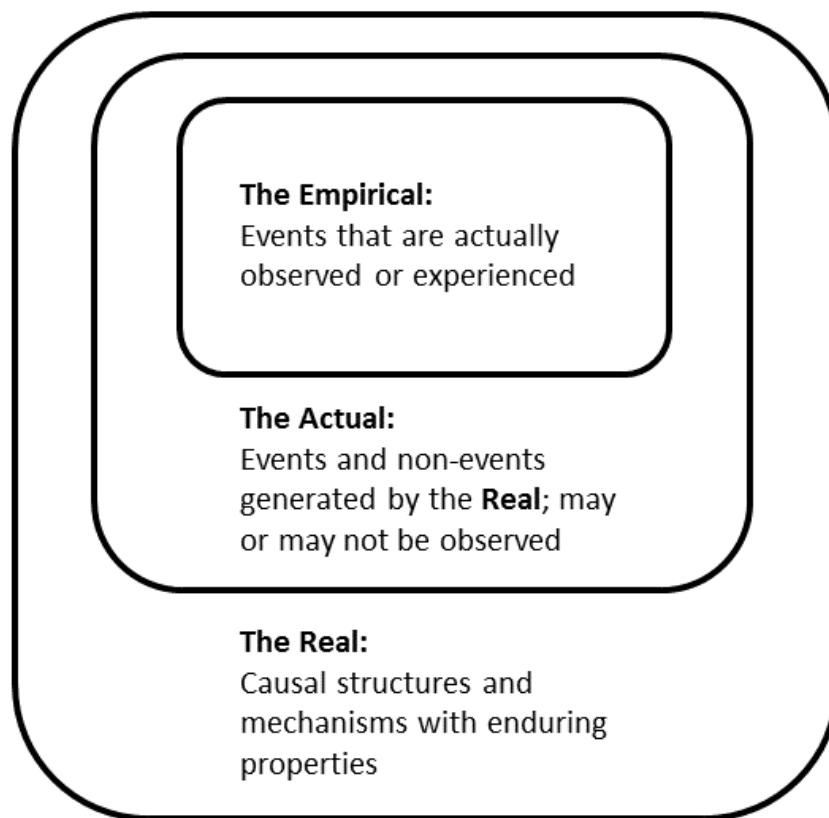 The Empirical:
Events that are actually
observed or experienced
The Actual:
Events and non-events
generated by the Real; may
or may not be observed
The Real:
Causal structures and
mechanisms with enduring
properties